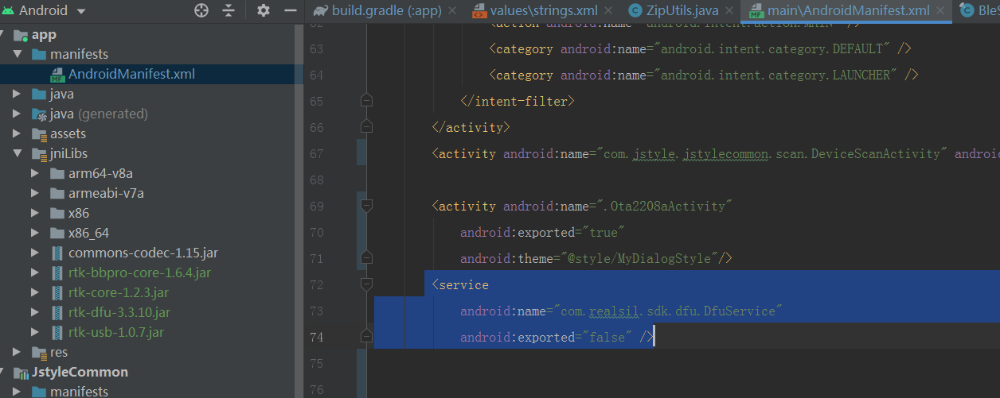 Android
build.gradle (:app)
values\strings.xml
ZipUtils.java
main\AndroidManifest.xml
BleS
app
manifests
AndroidManifest.xml
java
java (generated)
assets
jniLibs
arm64-v8a
armeabi-v7a
x86
x86_64
commons-codec-1.15.jar
rtk-bbpro-core-1.6.4.jar
rtk-core-1.2.3.jar
rtk-dfu-3.3.10.jar
rtk-usb-1.0.7.jar
res
JstyleCommon
manifests
62 <action android:name="android.intent.action.MAIN" />
63 <category android:name="android.intent.category.DEFAULT" />
64 <category android:name="android.intent.category.LAUNCHER" />
65 </intent-filter>
66 </activity>
67 <activity android:name="com.jstyle.jstylecommon.scan.DeviceScanActivity" androi
68
69 <activity android:name=".Ota2208aActivity"
70 android:exported="true"
71 android:theme="@style/MyDialogStyle"/>
72 <service
73 android:name="com.realsil.sdk.dfu.DfuService"
74 android:exported="false" />
75
76